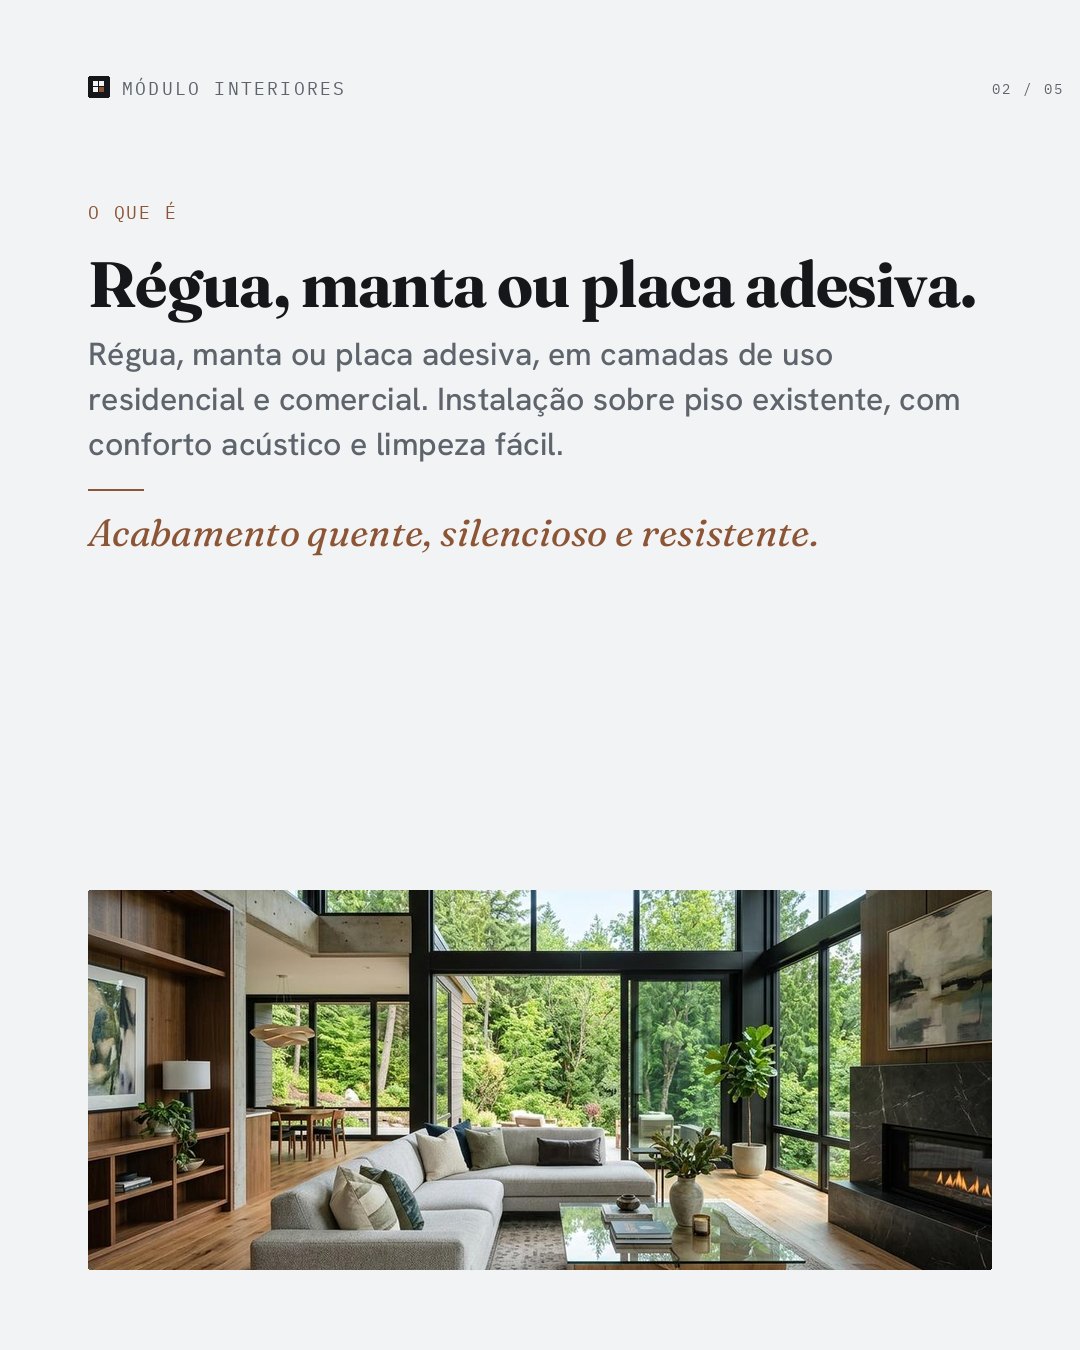 MÓDULO INTERIORES
02 / 05
O QUE É
Régua, manta ou placa adesiva.
Régua, manta ou placa adesiva, em camadas de uso
residencial e comercial. Instalação sobre piso existente, com
conforto acústico e limpeza fácil.
Acabamento quente, silencioso e resistente.